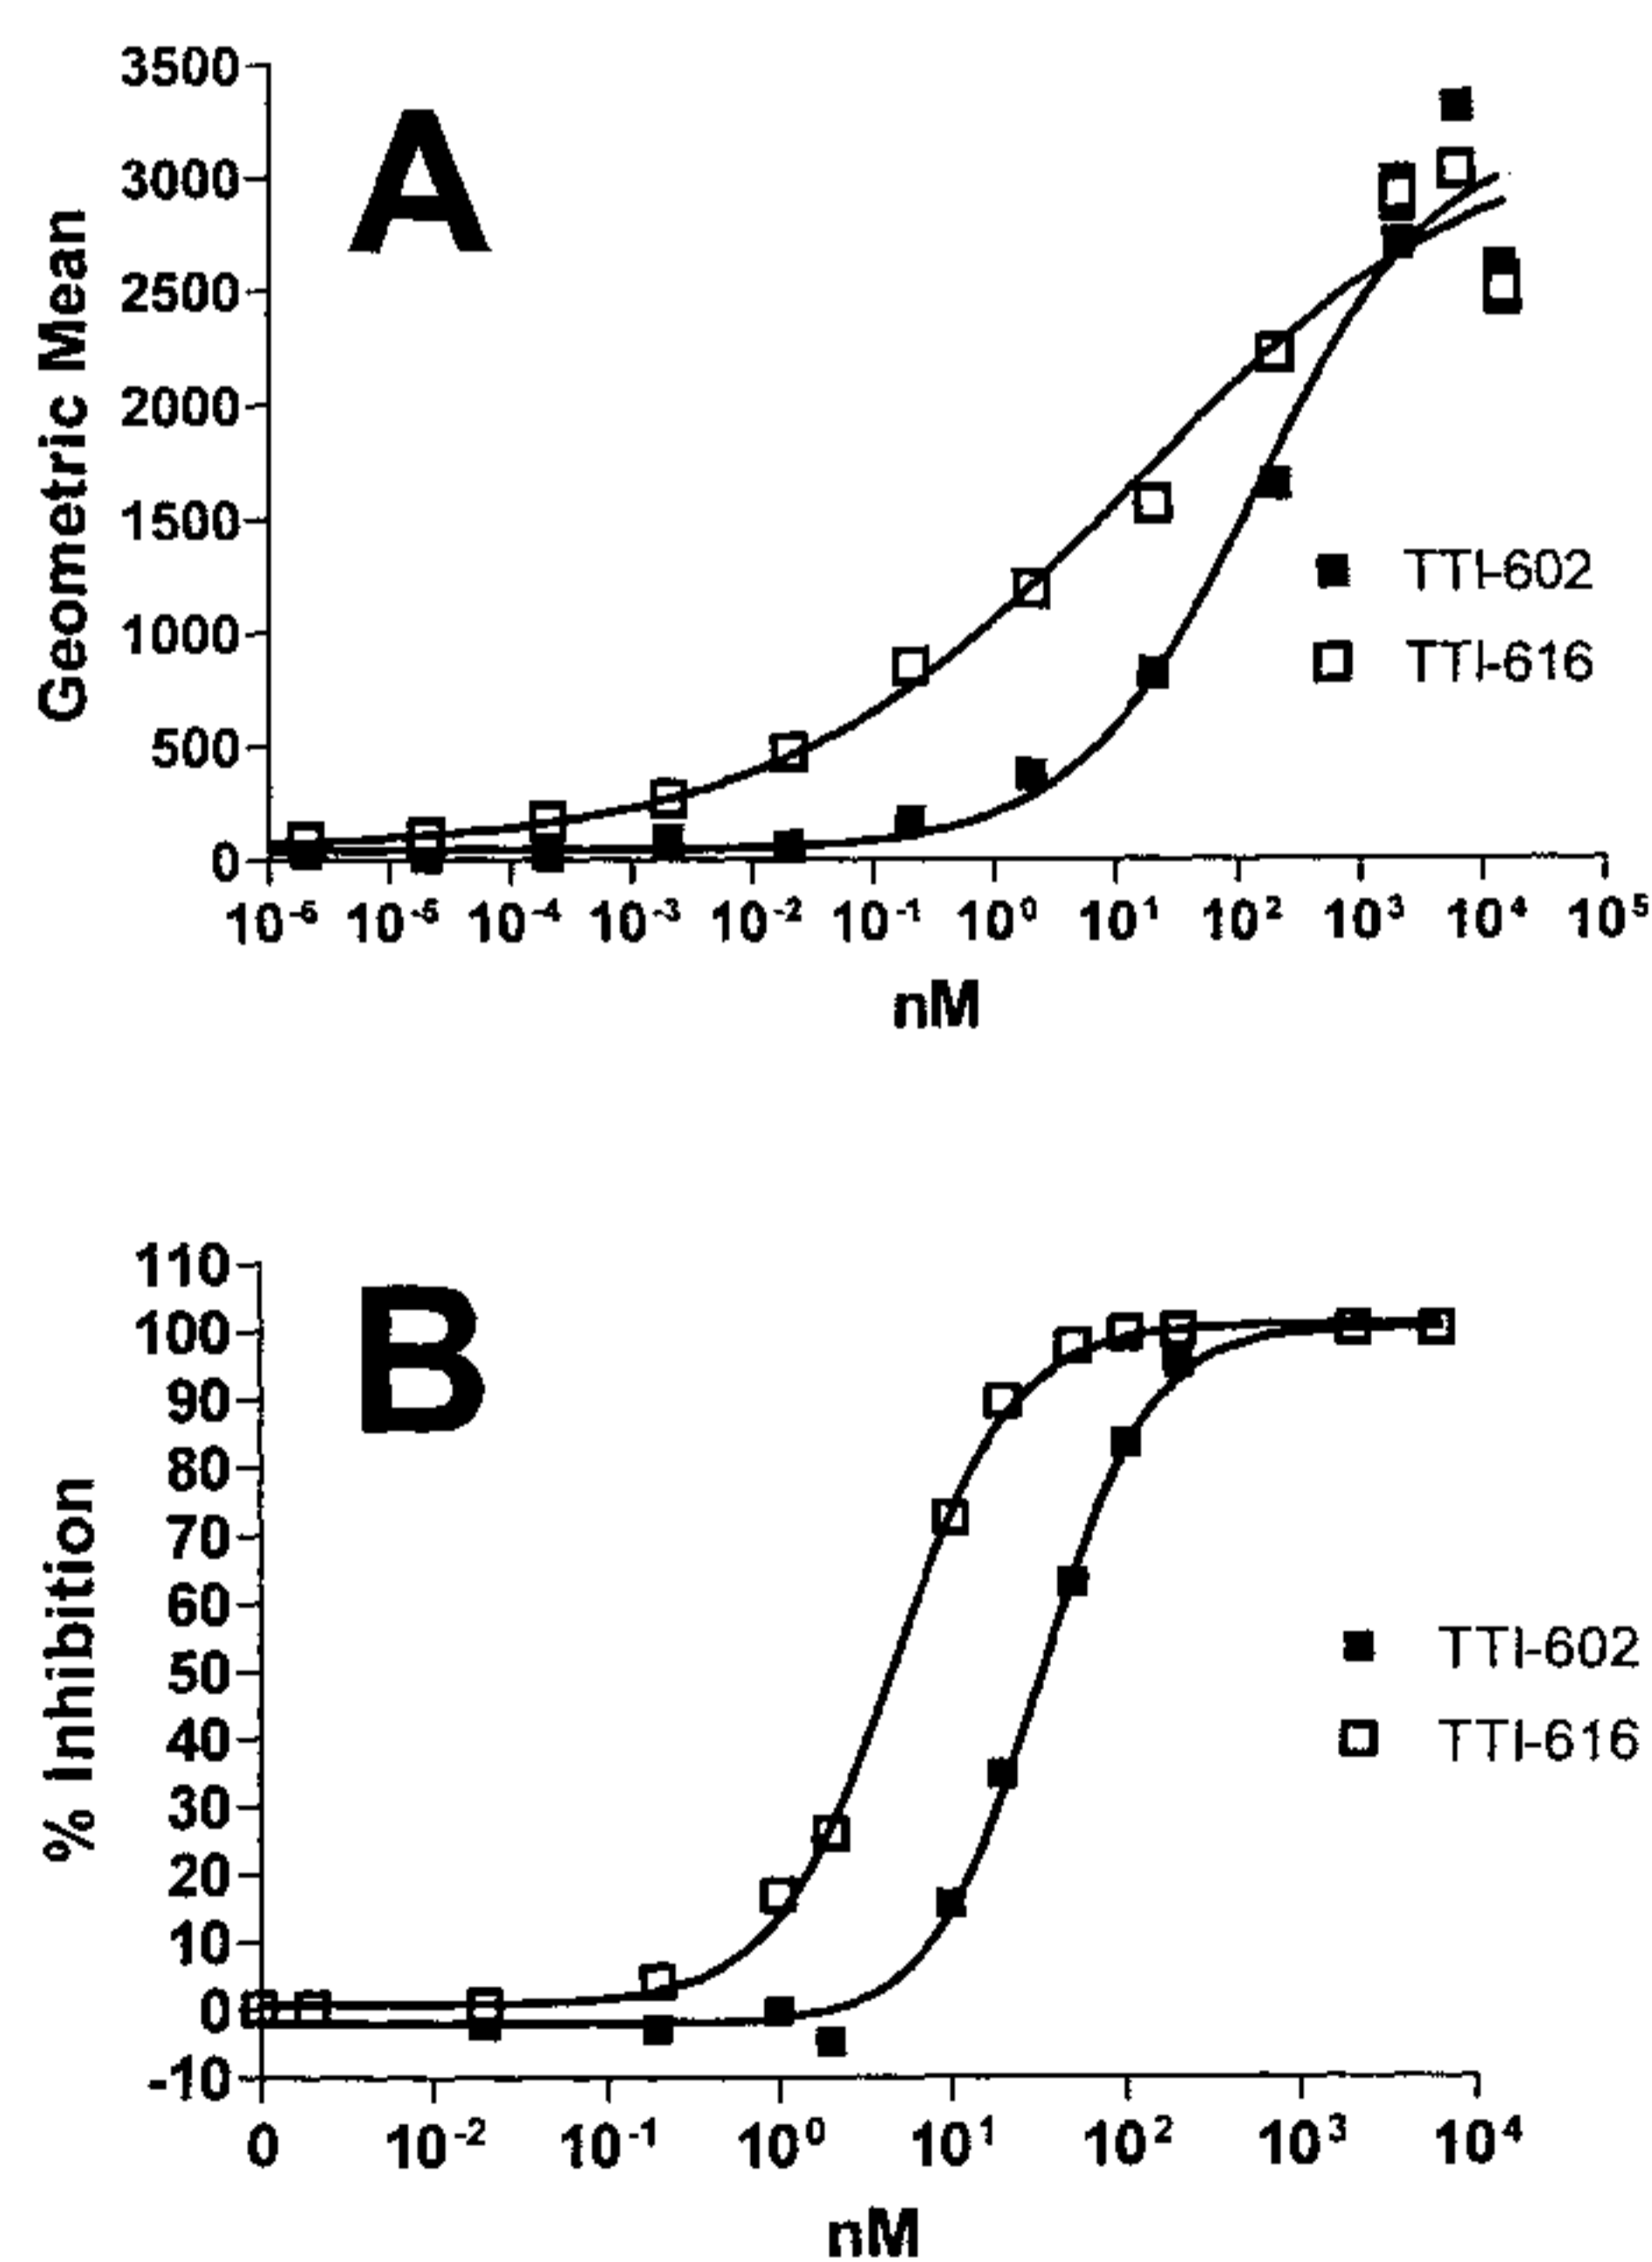 A
Geometric Mean
3500
3000
2500
2000
1500
1000
500
0
10⁻⁶ 10⁻⁵ 10⁻⁴ 10⁻³ 10⁻² 10⁻¹ 10⁰ 10¹ 10² 10³ 10⁴ 10⁵
nM
TTI-602
TTI-616
B
% Inhibition
110
100
90
80
70
60
50
40
30
20
10
0
-10
0 10⁻² 10⁻¹ 10⁰ 10¹ 10² 10³ 10⁴
nM
TTI-602
TTI-616